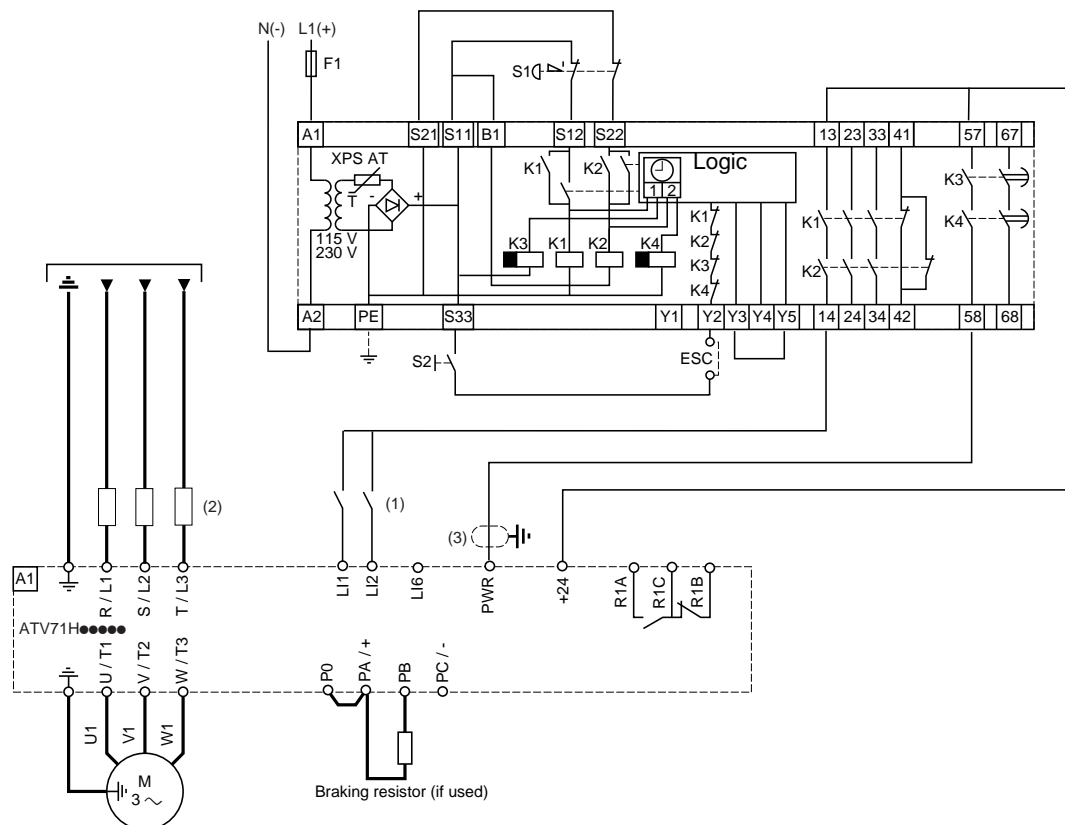 N(-) L1(+)
F1
S1
A1 S21 S11 B1 S12 S22 13 23 33 41 57 67
XPS AT
T - +
115 V
230 V
K1 K2 Logic
1 2
K3 K1 K2 K4
K1
K2
K3
K4
K1
K2
K3
K4
A2 PE S33 Y1 Y2 Y3 Y4 Y5 14 24 34 42 58 68
S2
ESC
(1)
(2)
(3)
A1
R / L1
S / L2
T / L3
LI1
LI2
LI6
PWR
+24
R1A
R1C
R1B
ATV71H●●●●●
U / T1
V / T2
W / T3
P0
PA / +
PB
PC / -
U1
V1
W1
M
3 ~
Braking resistor (if used)